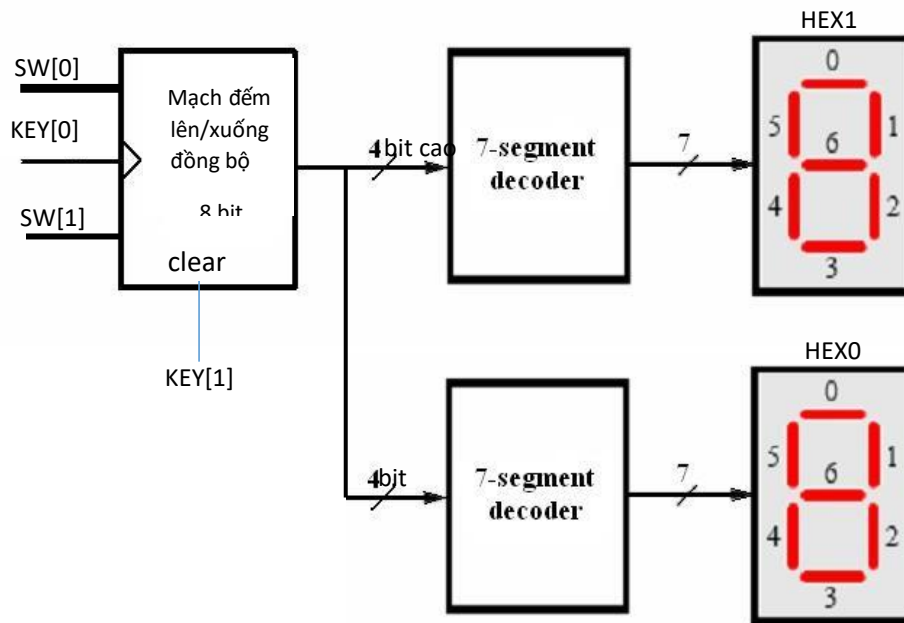 HEX1
SW[0]
KEY[0]
SW[1]
Mạch đếm
lên/xuống
đồng bộ
8 bit
clear
KEY[1]
4 bit cao
7-segment
decoder
7
0
5
1
6
4
2
3
HEX0
4bit
7-segment
decoder
7
0
5
1
6
4
2
3